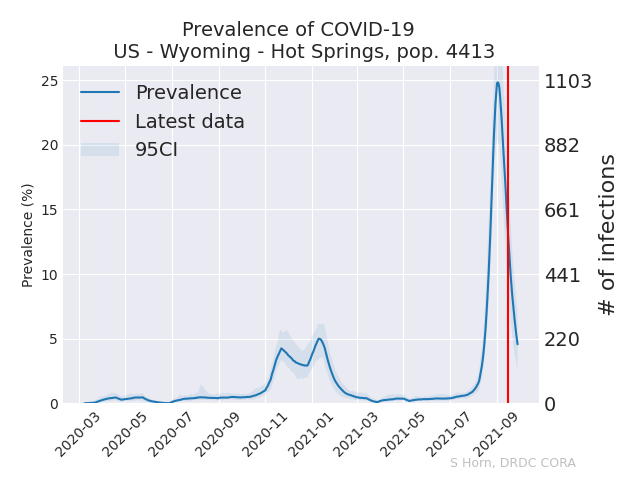 Prevalence of COVID-19
US - Wyoming - Hot Springs, pop. 4413
Prevalence
Latest data
95CI
Prevalence (%)
25
20
15
10
5
0
1103
882
661
441
220
0
# of infections
2020-03
2020-05
2020-07
2020-09
2020-11
2021-01
2021-03
2021-05
2021-07
2021-09
S Horn, DRDC CORA